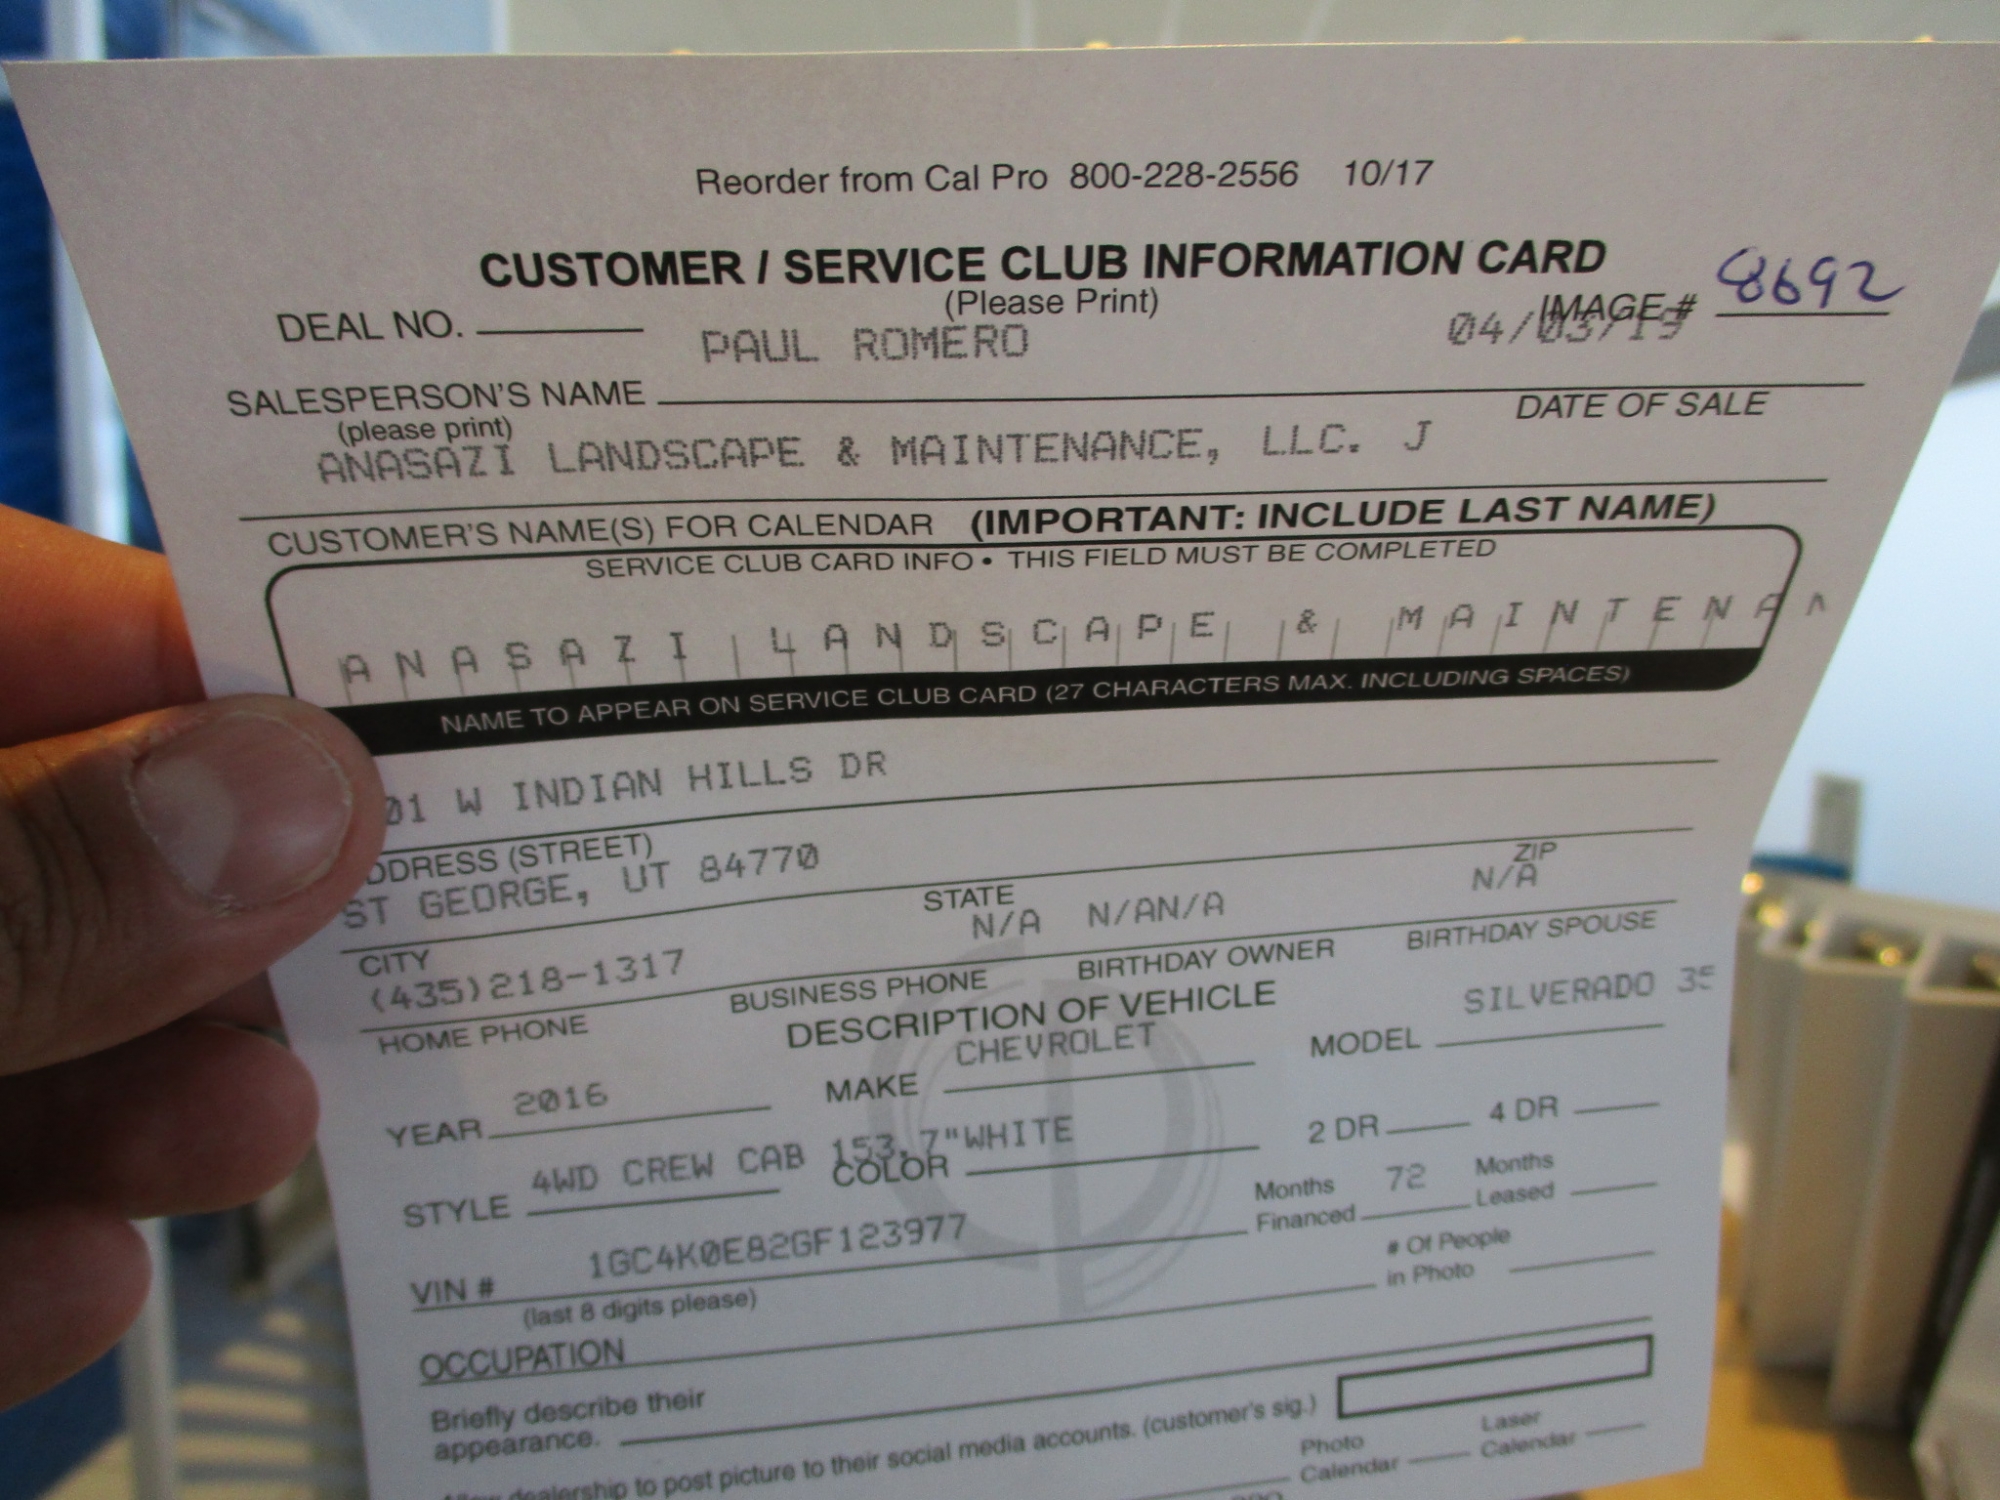 Reorder from Cal Pro 800-228-2556 10/17
CUSTOMER / SERVICE CLUB INFORMATION CARD
(Please Print)
IMAGE # 8692
DEAL NO.
PAUL ROMERO 04/03/19
SALESPERSON'S NAME
DATE OF SALE
(please print)
ANASAZI LANDSCAPE & MAINTENANCE, LLC. J
CUSTOMER'S NAME(S) FOR CALENDAR (IMPORTANT: INCLUDE LAST NAME)
SERVICE CLUB CARD INFO • THIS FIELD MUST BE COMPLETED
ANASAZI LANDSCAPE & MAINTENAN
NAME TO APPEAR ON SERVICE CLUB CARD (27 CHARACTERS MAX. INCLUDING SPACES)
01 W INDIAN HILLS DR
DDRESS (STREET)
ST GEORGE, UT 84770
STATE ZIP
N/A N/AN/A N/A
CITY
(435)218-1317
BUSINESS PHONE BIRTHDAY OWNER BIRTHDAY SPOUSE
HOME PHONE
DESCRIPTION OF VEHICLE
YEAR 2016 MAKE CHEVROLET MODEL SILVERADO 35
STYLE 4WD CREW CAB 153.7"WHITE
COLOR
2 DR 4 DR
Months Financed 72 Months Leased
VIN # 1GC4K0E82GF123977
(last 8 digits please)
# Of People in Photo
OCCUPATION
Briefly describe their
appearance.
Allow dealership to post picture to their social media accounts. (customer's sig.)
Photo Calendar Laser Calendar